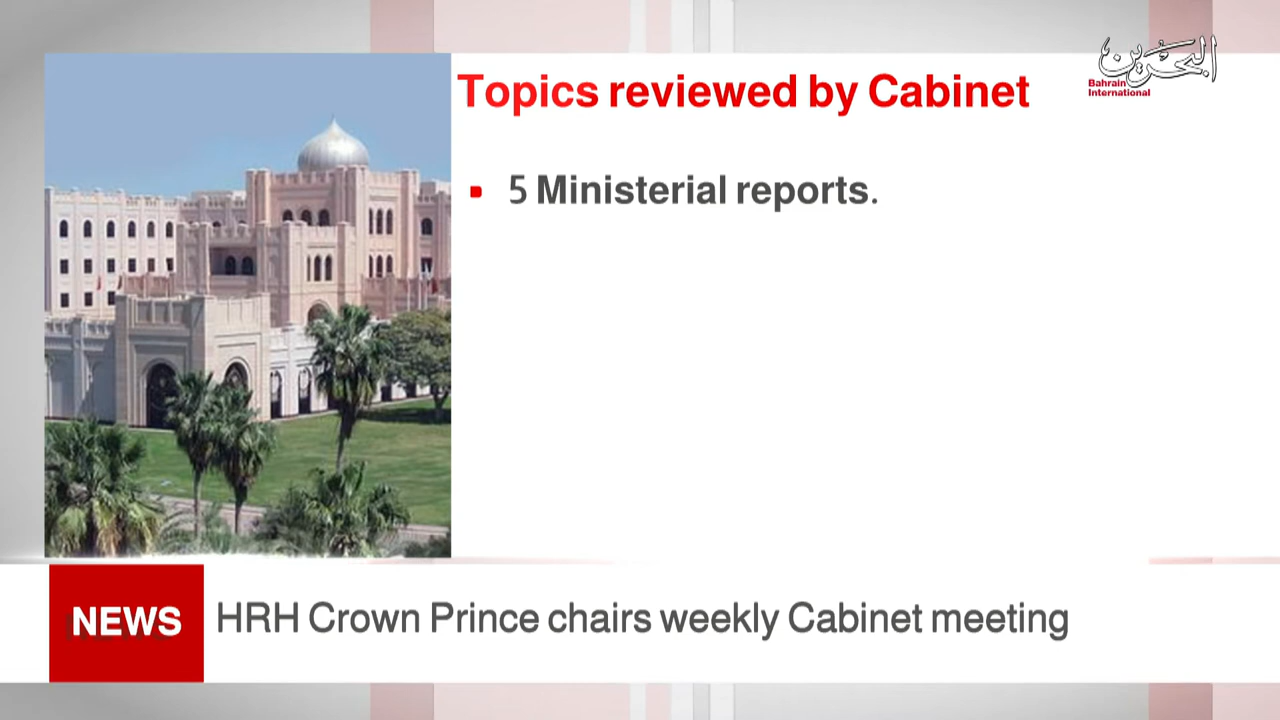 Topics reviewed by Cabinet
البحرين
Bahrain
International
5 Ministerial reports.
NEWS
HRH Crown Prince chairs weekly Cabinet meeting